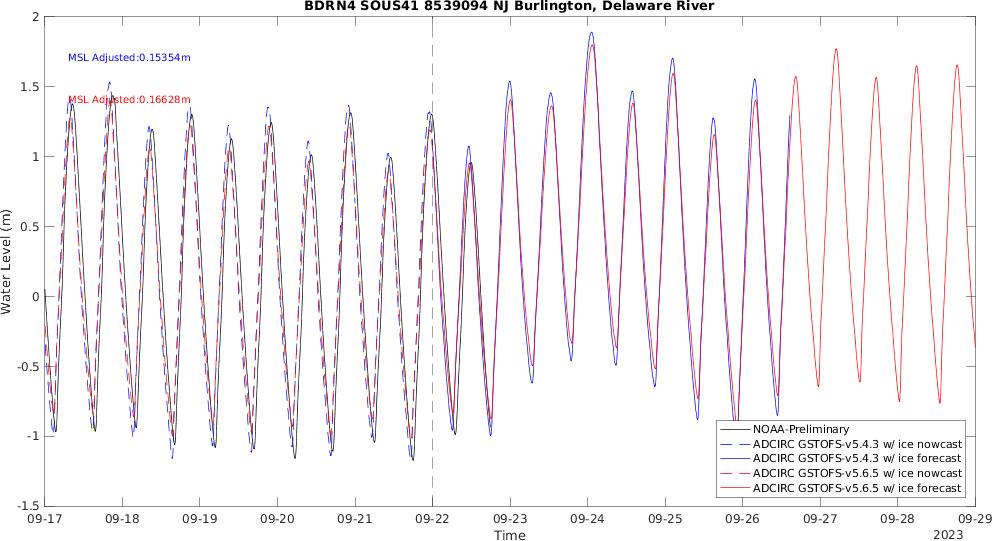 BDRN4 SOUS41 8539094 NJ Burlington, Delaware River
2
1.5
1
0.5
0
-0.5
-1
-1.5
Water Level (m)
MSL Adjusted:0.15354m
MSL Adjusted:0.16628m
NOAA-Preliminary
ADCIRC GSTOFS-v5.4.3 w/ ice nowcast
ADCIRC GSTOFS-v5.4.3 w/ ice forecast
ADCIRC GSTOFS-v5.6.5 w/ ice nowcast
ADCIRC GSTOFS-v5.6.5 w/ ice forecast
09-17 09-18 09-19 09-20 09-21 09-22 09-23 09-24 09-25 09-26 09-27 09-28 09-29
Time
2023